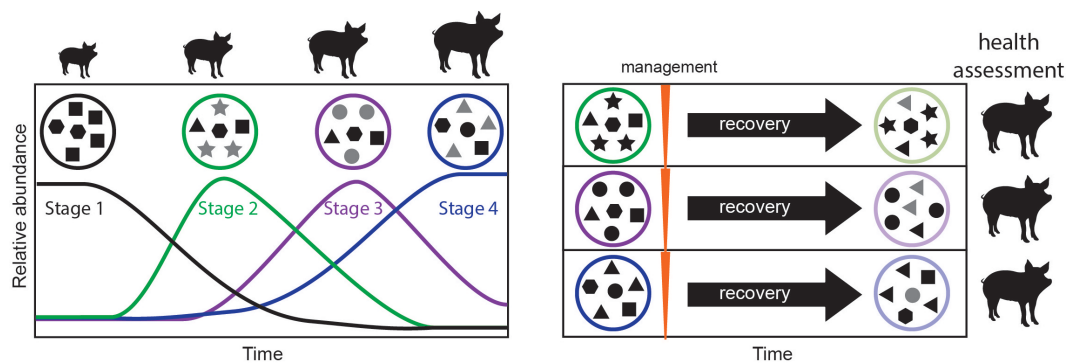 Relative abundance
Stage 1
Stage 2
Stage 3
Stage 4
Time
management
health
assessment
recovery
recovery
recovery
Time